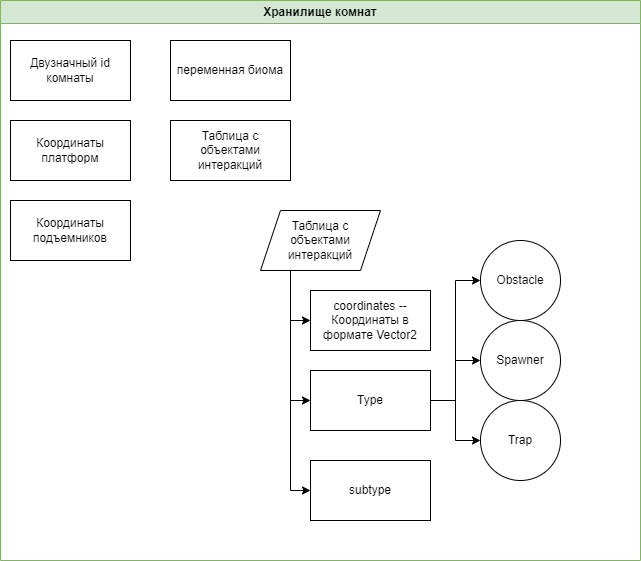 Хранилище комнат
Двузначный id
комнаты
переменная биома
Координаты
платформ
Таблица с
объектами
интеракций
Координаты
подъемников
Таблица с
объектами
интеракций
coordinates --
Координаты в
формате Vector2
Type
subtype
Obstacle
Spawner
Trap